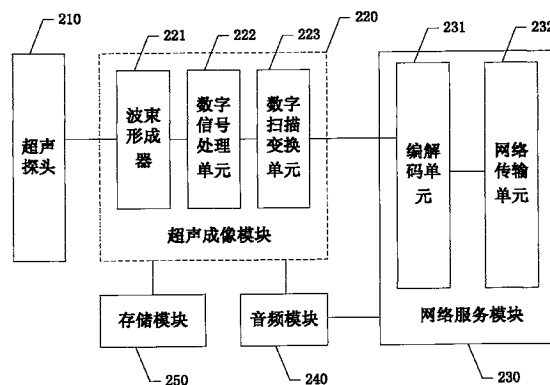 210
221
222
223
220
231
232
超声
探头
波束
形成
器
数字
信号
处理
单元
数字
扫描
变换
单元
编解
码单
元
网络
传输
单元
超声成像模块
存储模块
音频模块
网络服务模块
250
240
230